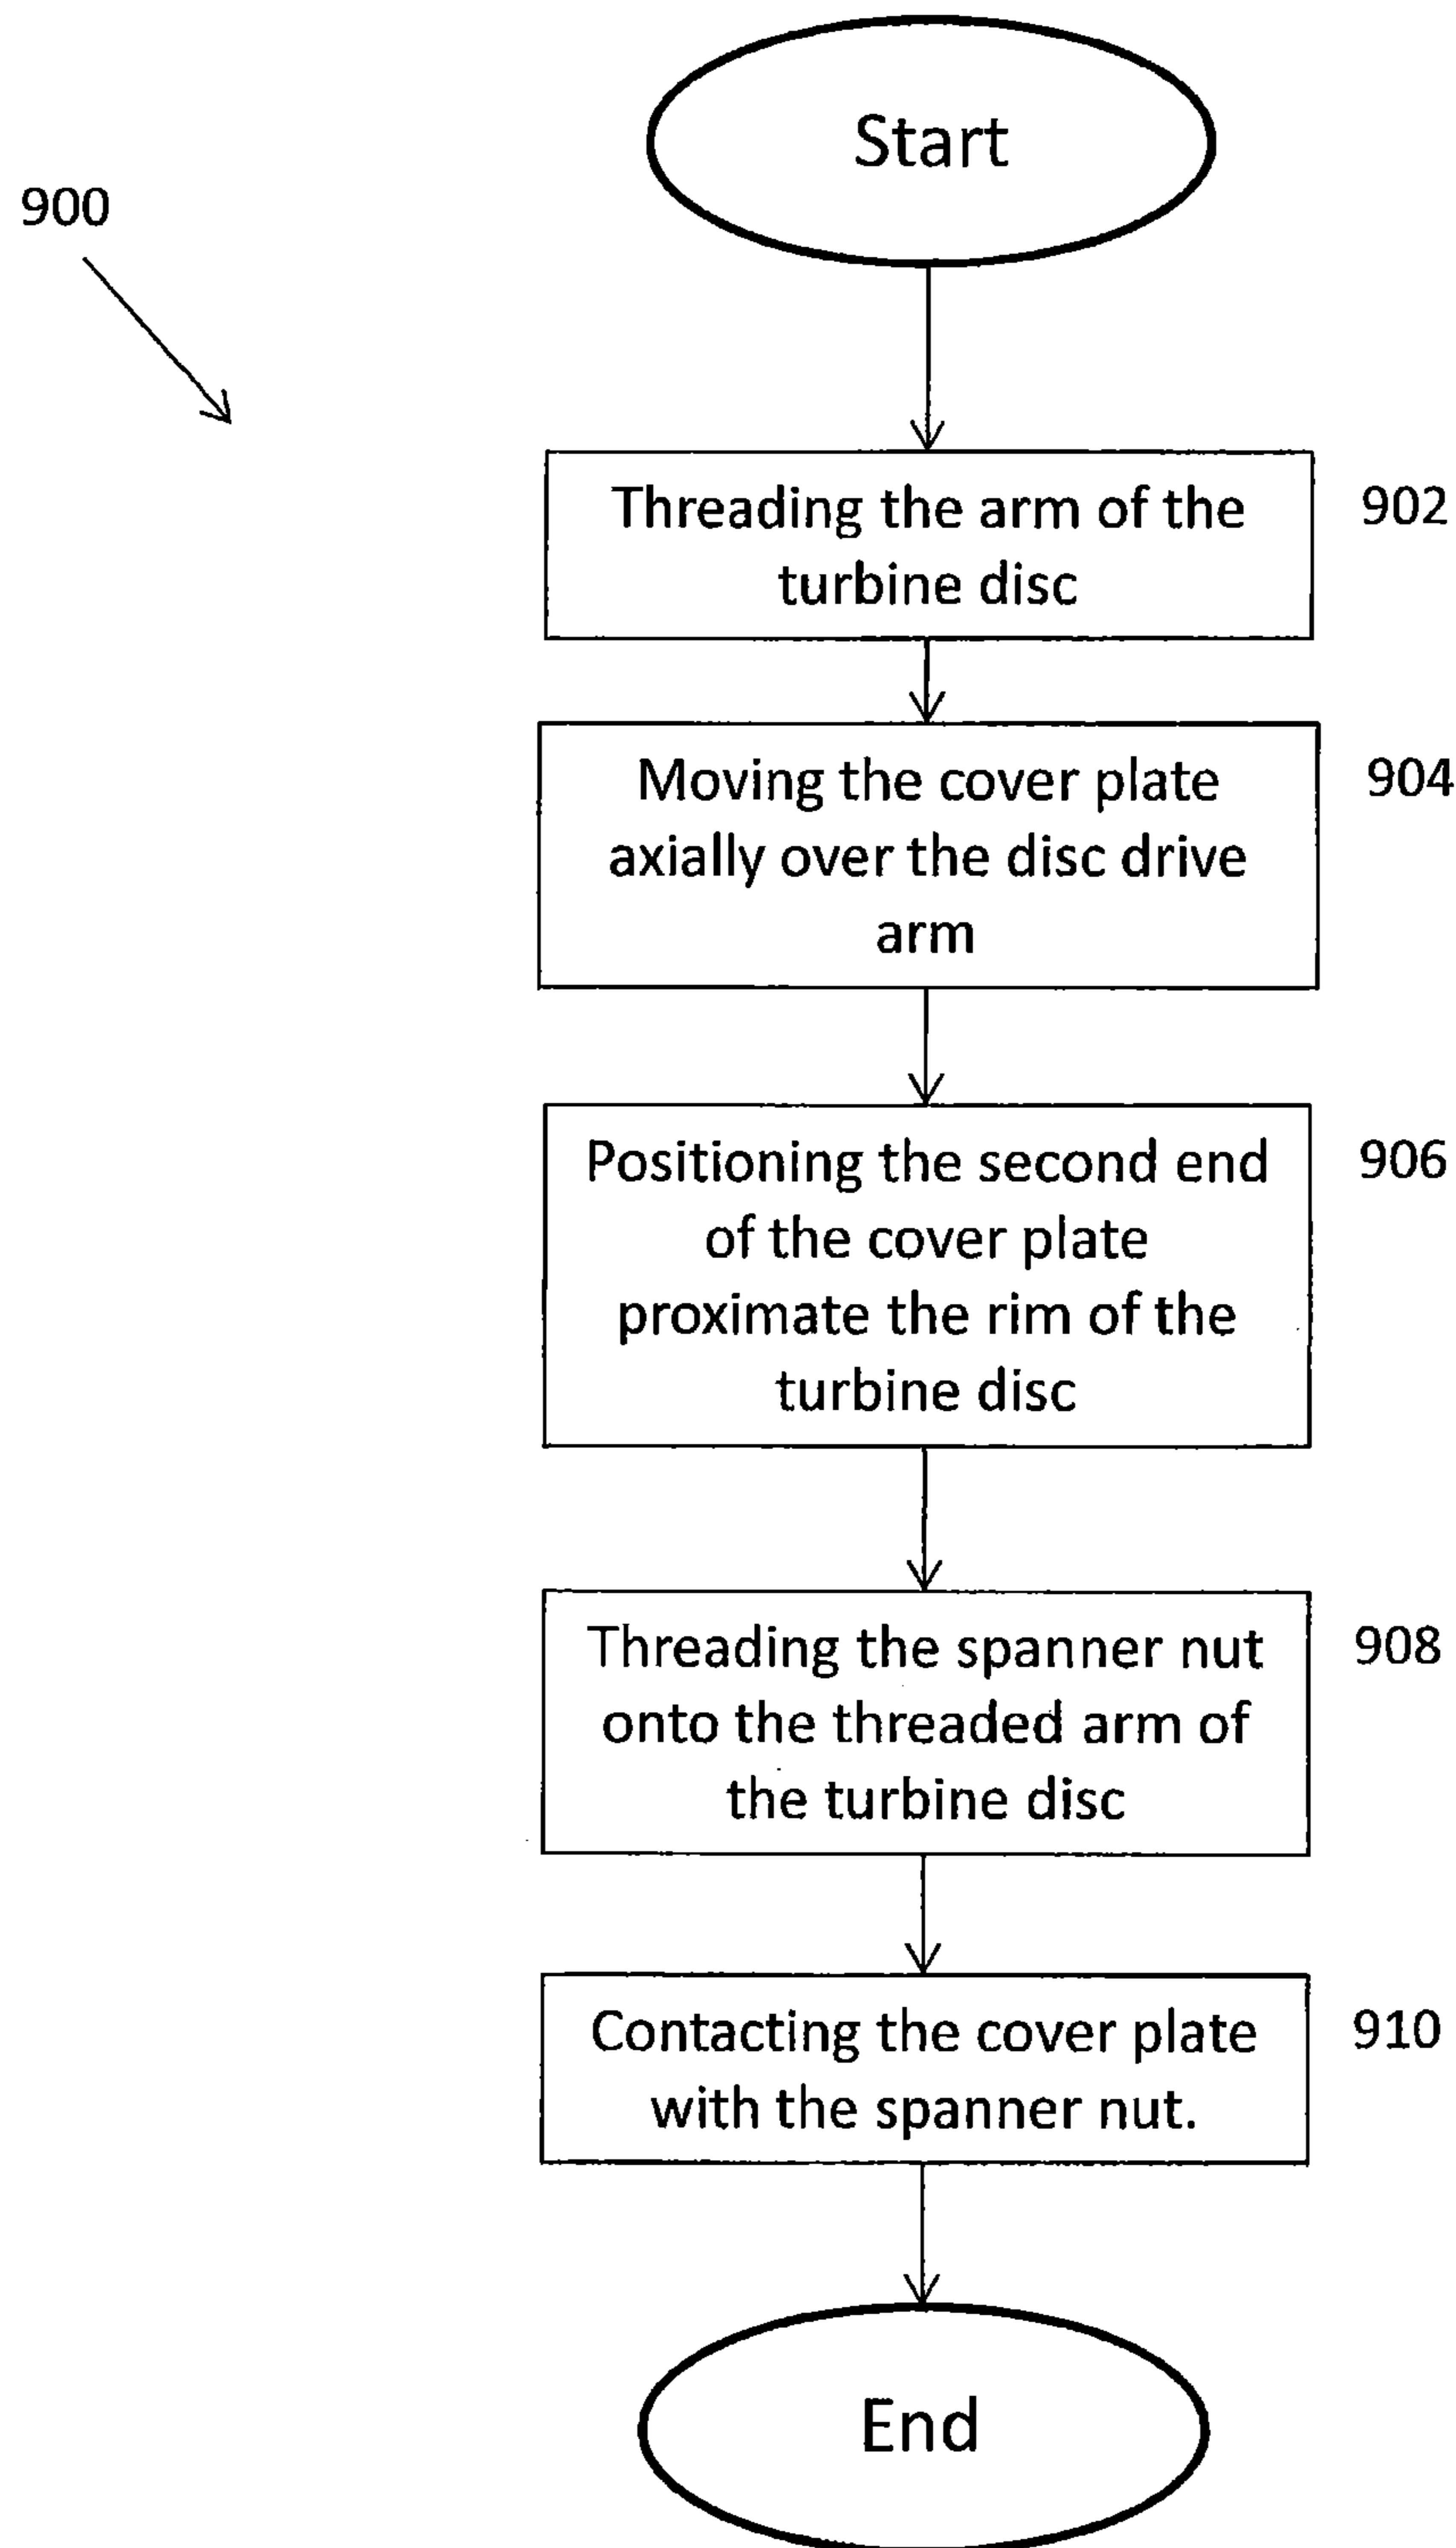 Start
900
Threading the arm of the
turbine disc
902
Moving the cover plate
axially over the disc drive
arm
904
Positioning the second end
of the cover plate
proximate the rim of the
turbine disc
906
Threading the spanner nut
onto the threaded arm of
the turbine disc
908
Contacting the cover plate
with the spanner nut.
910
End